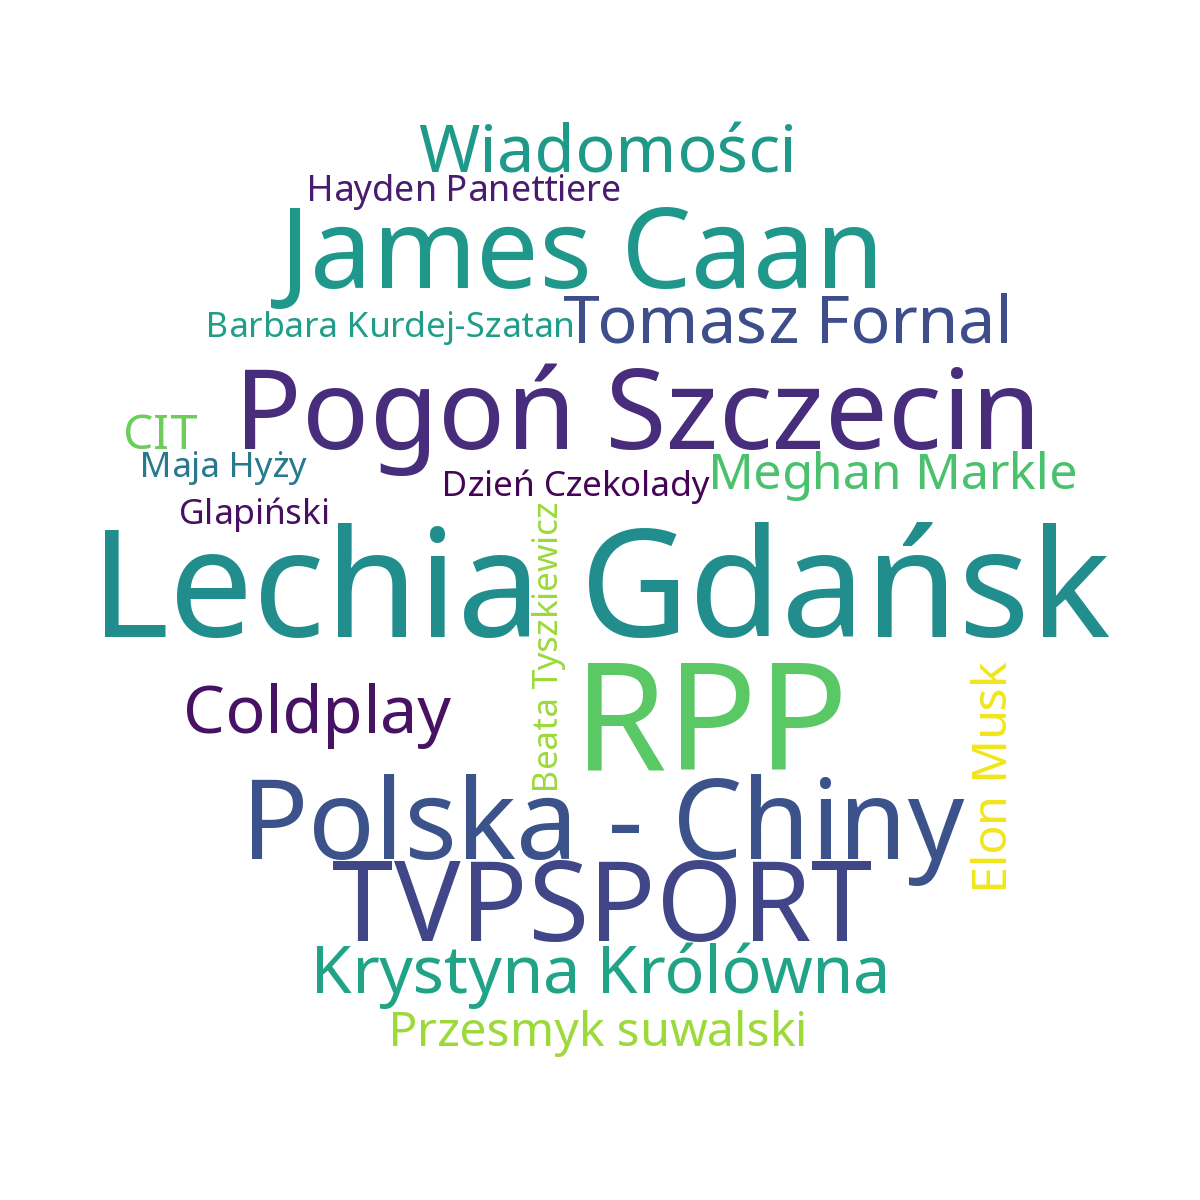 Wiadomości
Hayden Panettiere
James Caan
Barbara Kurdej-Szatan
Tomasz Fornal
Pogoń Szczecin
CIT
Maja Hyży
Meghan Markle
Dzień Czekolady
Glapiński
Lechia Gdańsk
Beata Tyszkiewicz
RPP
Coldplay
Elon Musk
Polska - Chiny
TVPSPORT
Krystyna Królówna
Przesmyk suwalski